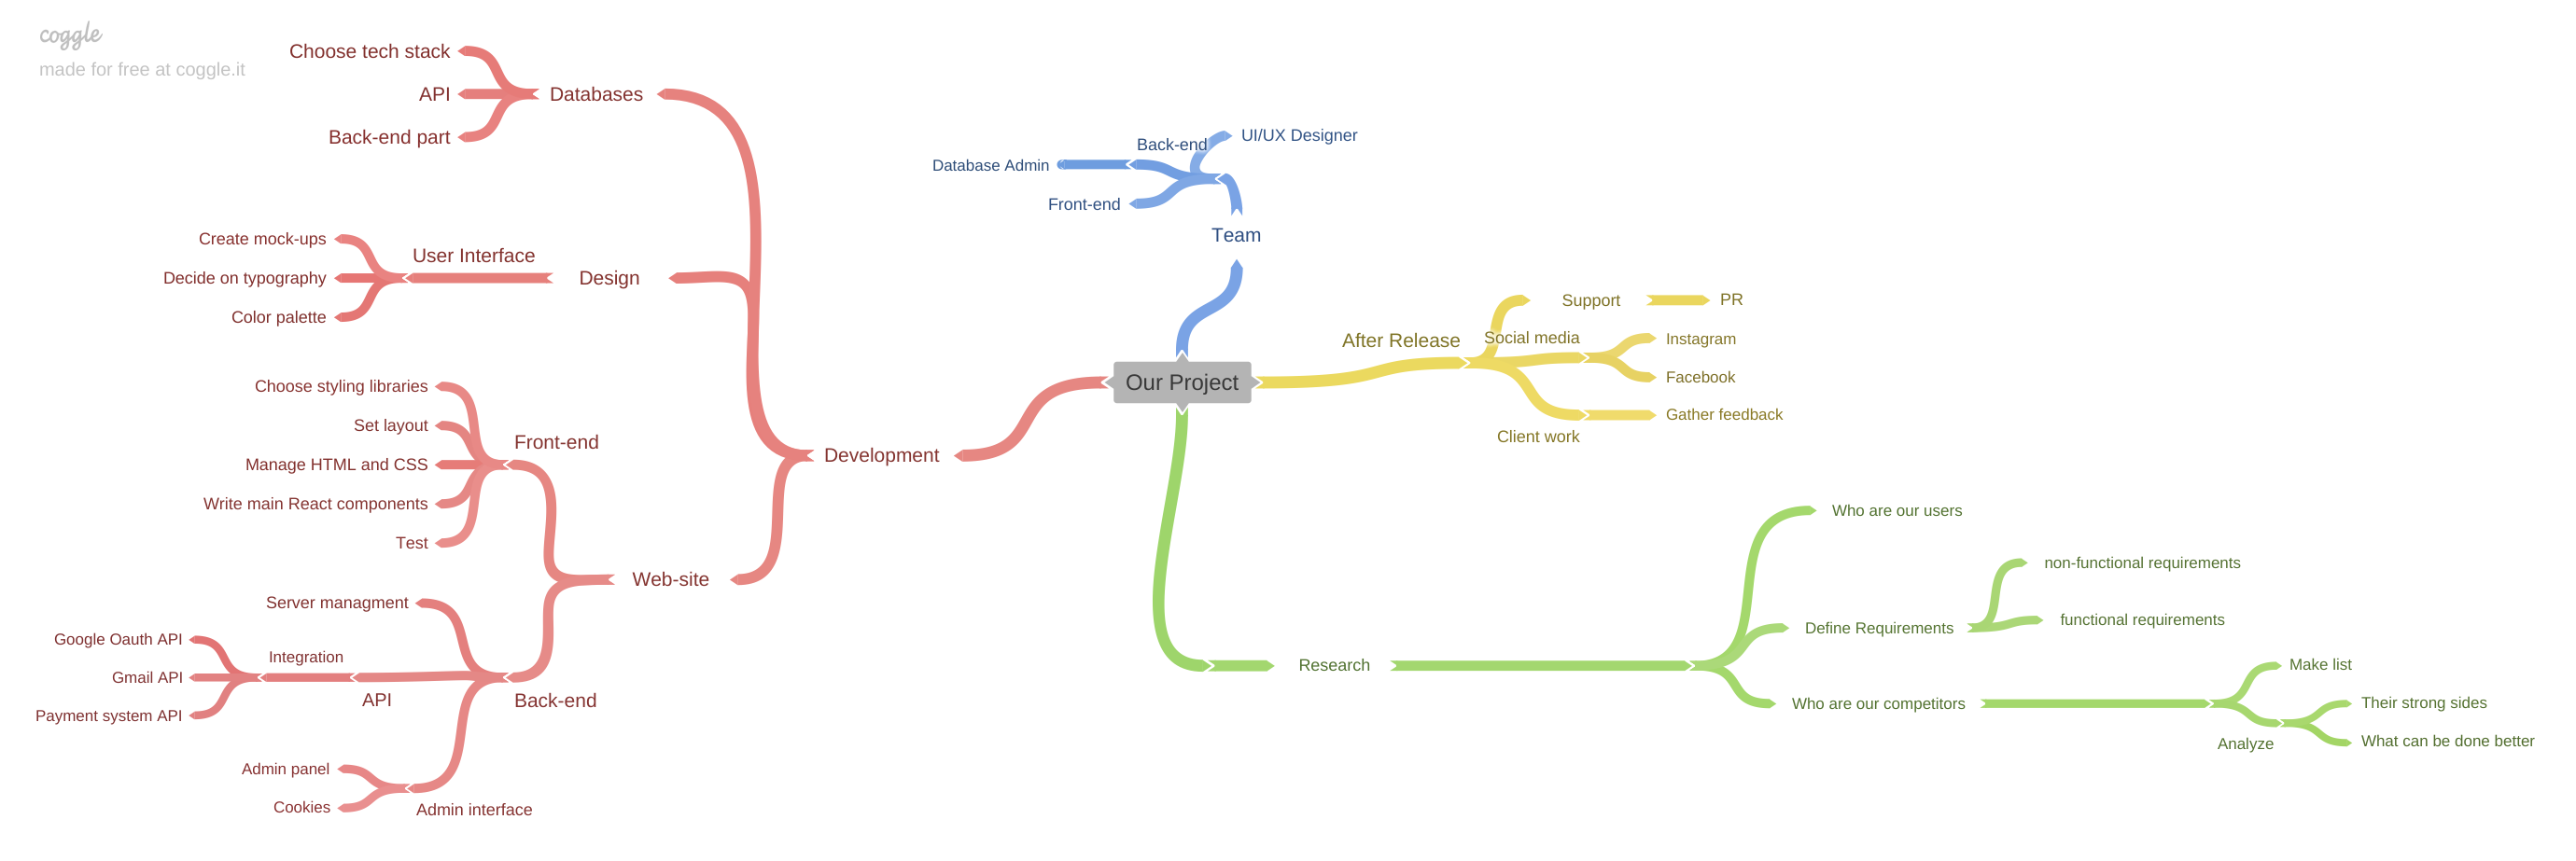 coggle
made for free at coggle.it
Our Project
Development
Databases
Choose tech stack
API
Back-end part
Design
User Interface
Create mock-ups
Decide on typography
Color palette
Web-site
Front-end
Choose styling libraries
Set layout
Manage HTML and CSS
Write main React components
Test
Back-end
Server managment
API
Integration
Google Oauth API
Gmail API
Payment system API
Admin interface
Admin panel
Cookies
Team
UI/UX Designer
Back-end
Database Admin
Front-end
After Release
Support
PR
Social media
Instagram
Facebook
Client work
Gather feedback
Research
Who are our users
Define Requirements
non-functional requirements
functional requirements
Who are our competitors
Make list
Analyze
Their strong sides
What can be done better